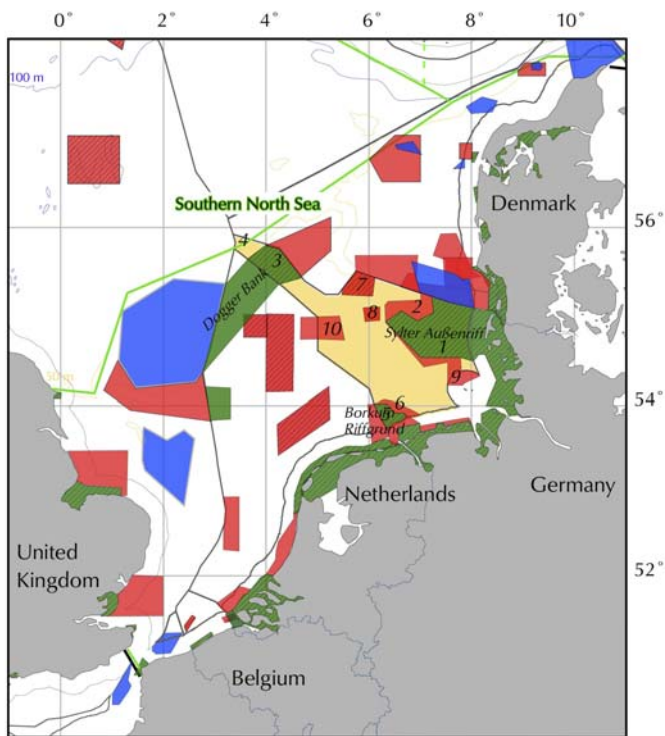 0°
2°
4°
6°
8°
10°
100 m
Southern North Sea
Denmark
56°
4
3
Dogger Bank
7
2
8
10
Sylter Außenriff
1
9
50 m
54°
6
Borkum
Riffgrund
Netherlands
Germany
United
Kingdom
52°
Belgium